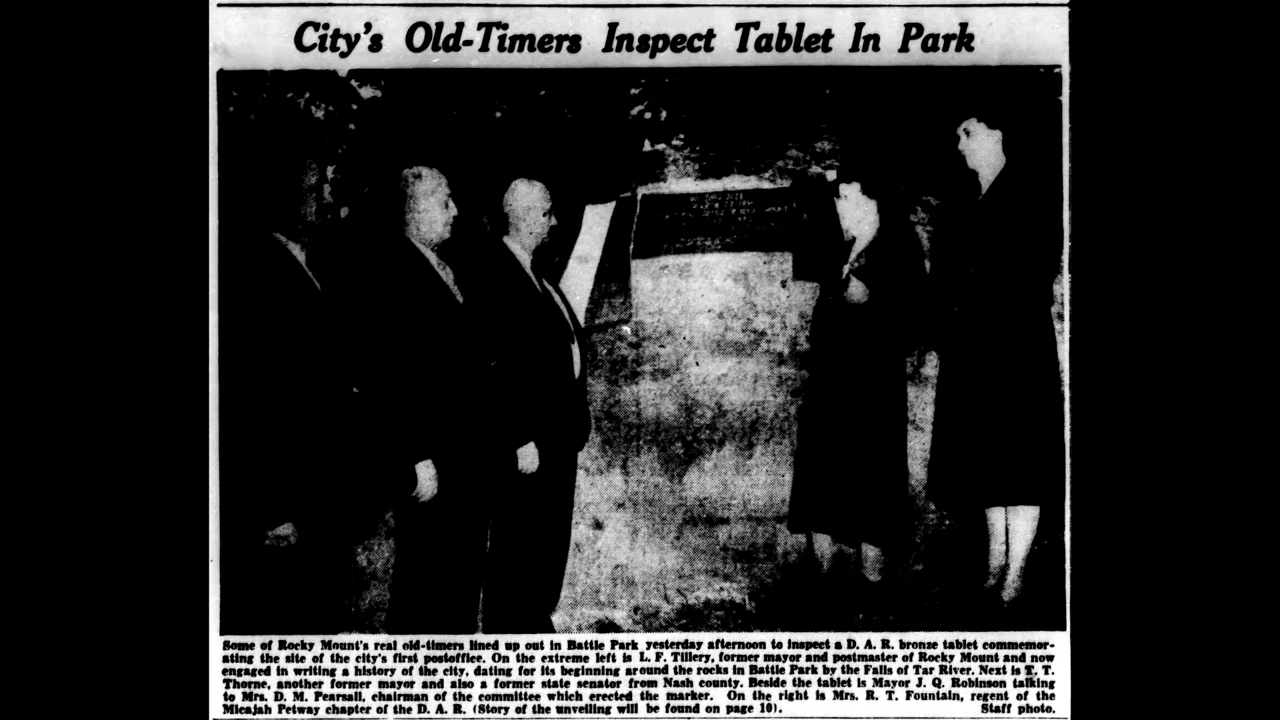 City's Old-Timers Inspect Tablet In Park
Some of Rocky Mount's real old-timers lined up out in Battle Park yesterday afternoon to inspect a D. A. R. bronze tablet commemor-
ating the site of the city's first postoffice. On the extreme left is L. F. Tillery, former mayor and postmaster of Rocky Mount and now
engaged in writing a history of the city, dating for its beginning around the rocks in Battle Park by the Falls of Tar River. Next is T. T.
Thorne, another former mayor and also a former state senator from Nash county. Beside the tablet is Mayor J. Q. Robinson talking
to Mrs. D. M. Pearsall, chairman of the committee which erected the marker. On the right is Mrs. R. T. Fountain, regent of the
Micajah Petway chapter of the D. A. R. (Story of the unveiling will be found on page 10). Staff photo.